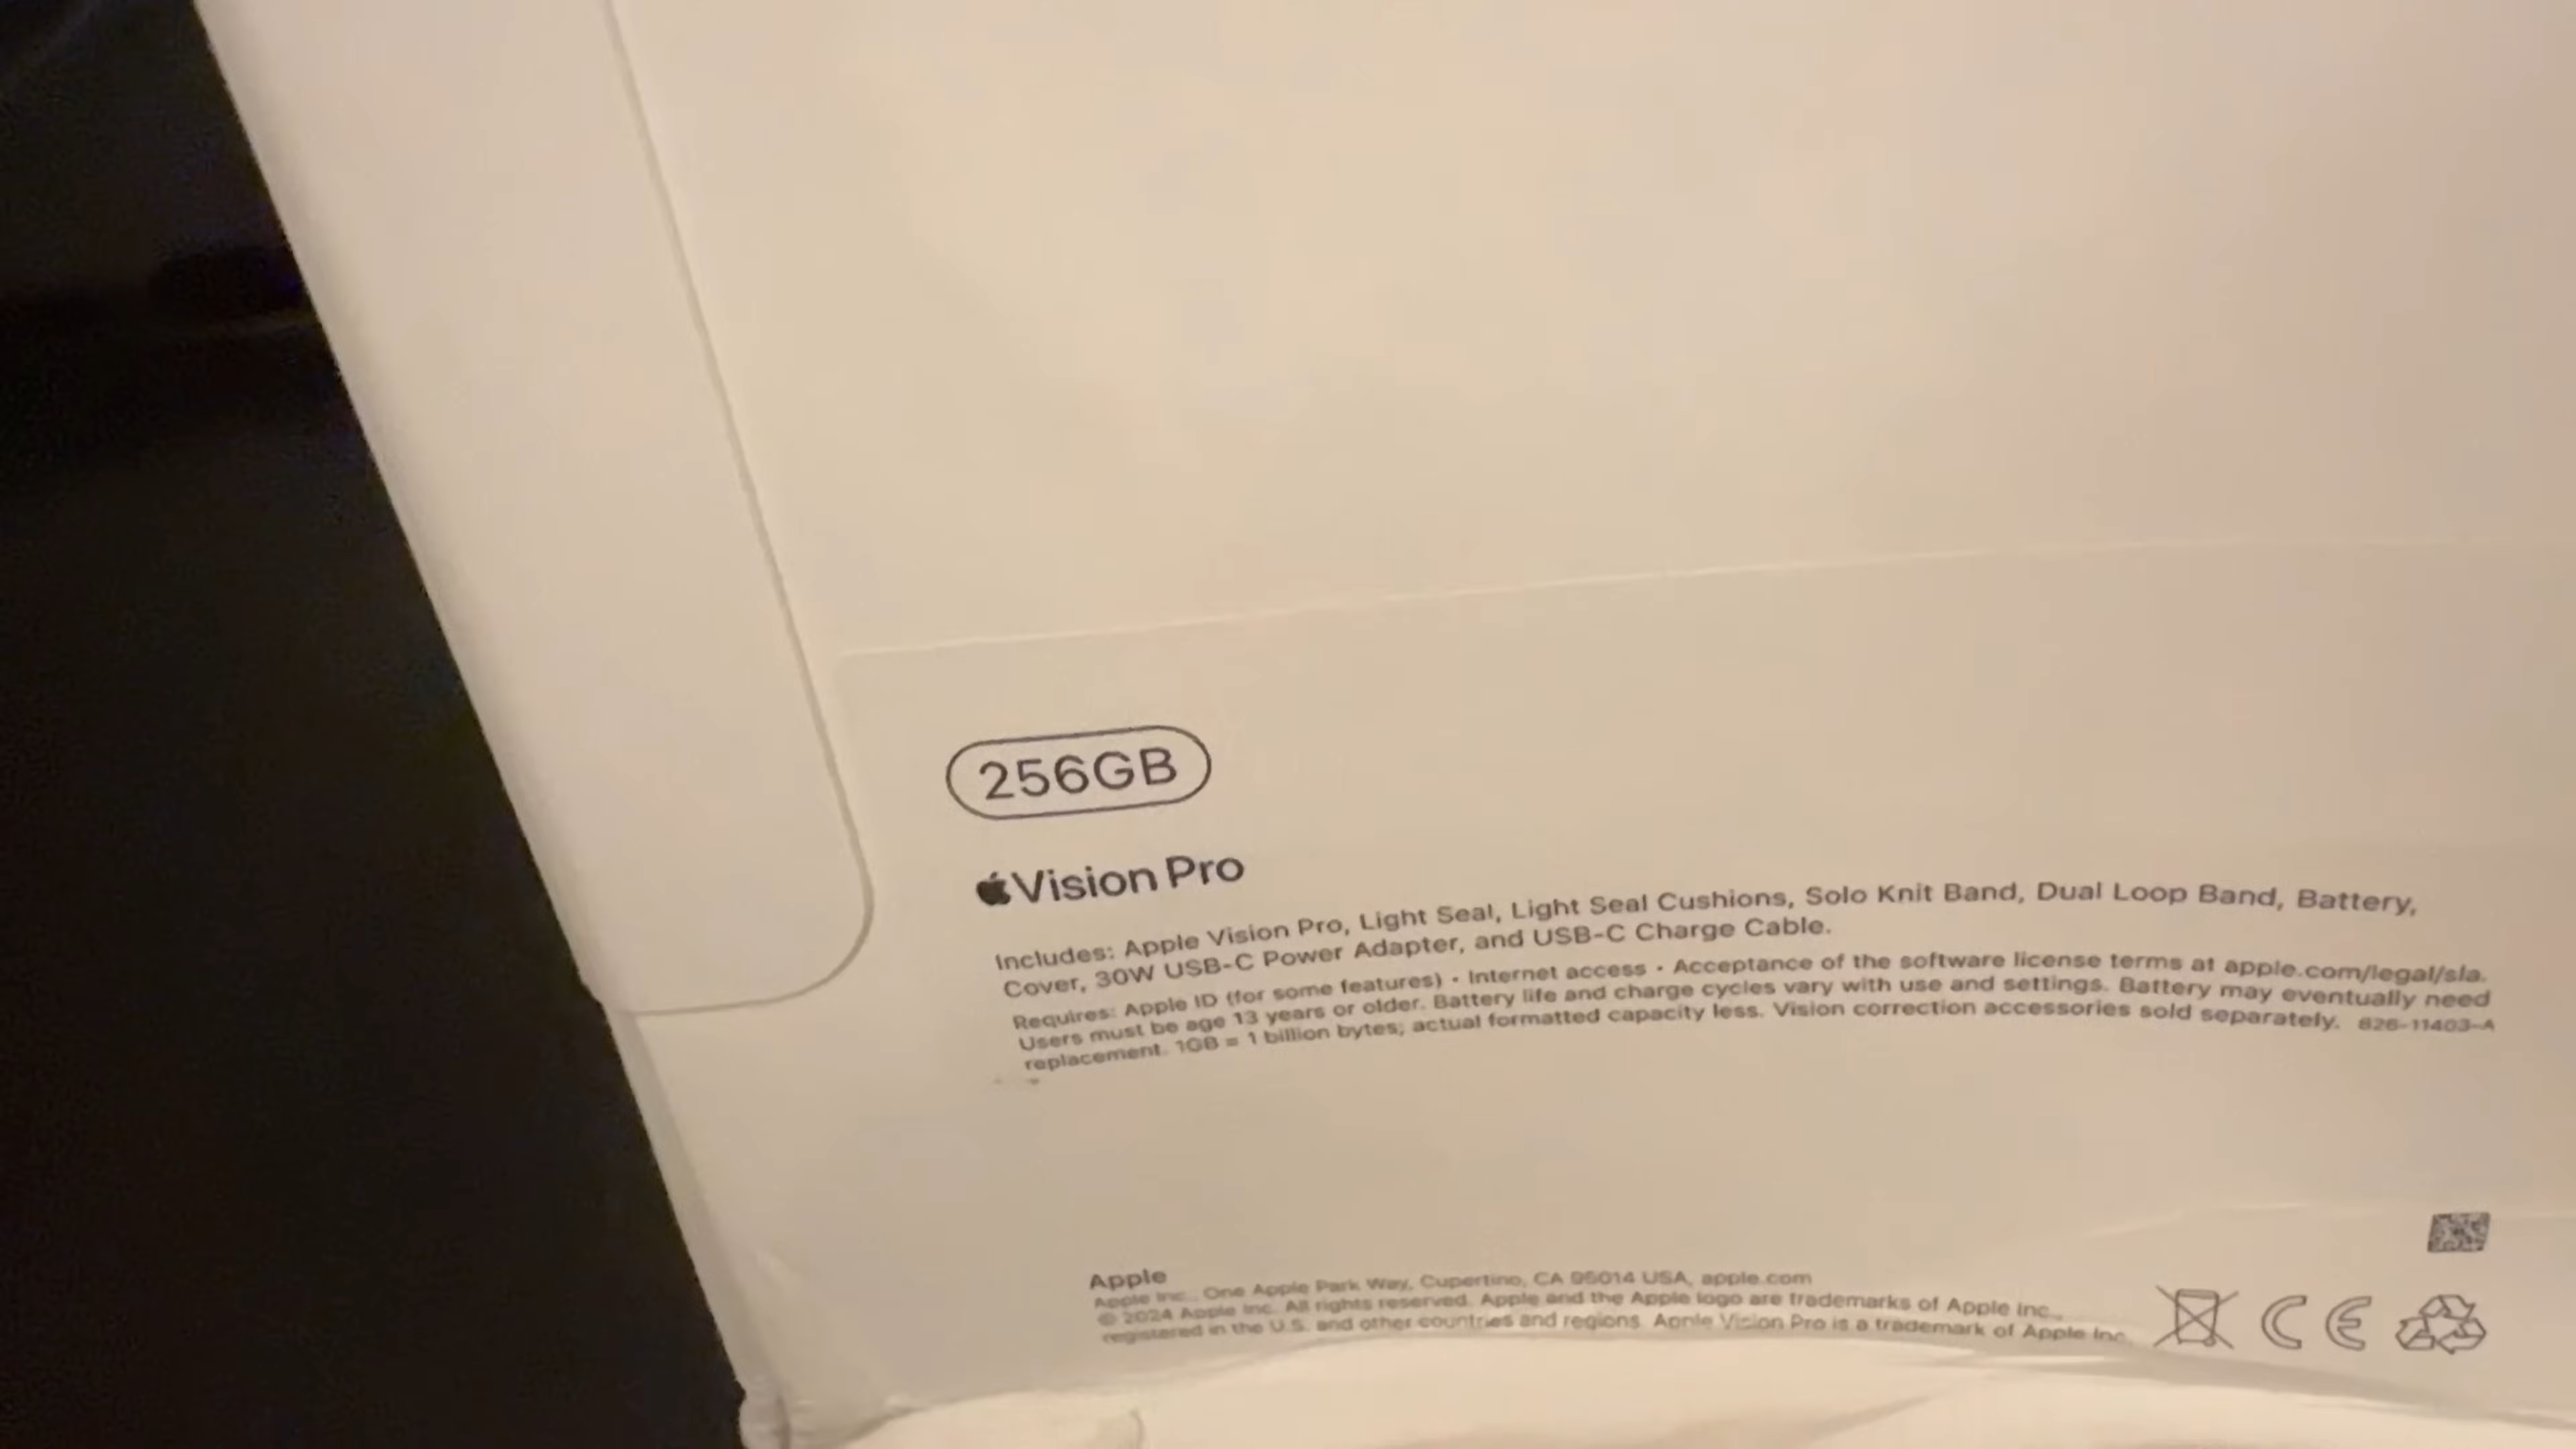 256GB
Vision Pro
Includes: Apple Vision Pro, Light Seal, Light Seal Cushions, Solo Knit Band, Dual Loop Band, Battery,
Cover, 30W USB-C Power Adapter, and USB-C Charge Cable.
Requires: Apple ID (for some features) • Internet access • Acceptance of the software license terms at apple.com/legal/sla.
Users must be age 13 years or older. Battery life and charge cycles vary with use and settings. Battery may eventually need
replacement. 1GB = 1 billion bytes; actual formatted capacity less. Vision correction accessories sold separately. 826-11403-A
Apple
Apple Inc., One Apple Park Way, Cupertino, CA 95014 USA, apple.com
© 2024 Apple Inc. All rights reserved. Apple and the Apple logo are trademarks of Apple Inc.,
registered in the U.S. and other countries and regions. Apple Vision Pro is a trademark of Apple Inc.
CE